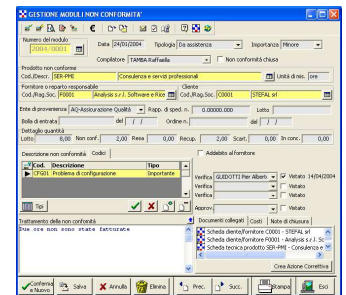 GESTIONE MODULI NON CONFORMITA'
Numero del modulo
2004/0001
Data 24/01/2004 Tipologia Da assistenza Importanza Minore
Compilatore TAMBA Raffaella Non conformità chiusa
Prodotto non conforme
Cod./Descr. SER-PME Consulenza e servizi professionali Unità di mis. ore
Fornitore o reparto responsabile Cliente
Cod./Rag.Soc. F0001 Analysis s.r.l. Software e Rice Cod./Rag.Soc. C0001 STEFAL srl
Ente di provenienza AQ-Assicurazione Qualità Rapp. di sped. n. 0.00000.000 Lotto
Bolla di entrata del / / Ordine n. del / /
Dettaglio quantità
Lotto 8,00 Non conf. 2,00 Resa 0,00 Recup. 2,00 Scart. 0,00 In conc. 0,00
Descrizione non conformità Codici Addebito al fornitore
Cod. Descrizione Tipo
CFG01 Problema di configurazione Importante
Verifica GUIDOTTI Pier Alberto Vistato 14/04/2004
Verifica Vistato
Verifica Vistato
Approv. Vistato
Tipi
Trattamento della non conformità
Due ore non sono state fatturate
Documenti collegati Costi Note di chiusura
Scheda cliente/fornitore C0001 - STEFAL srl
Scheda cliente/fornitore F0001 - Analysis s.r.l. Sc
Scheda tecnica prodotto SER-PME - Consulenza e
Crea Azione Correttiva
Conferma e Nuovo Salva Annulla Elimina Prec. Succ. Stampa Esci